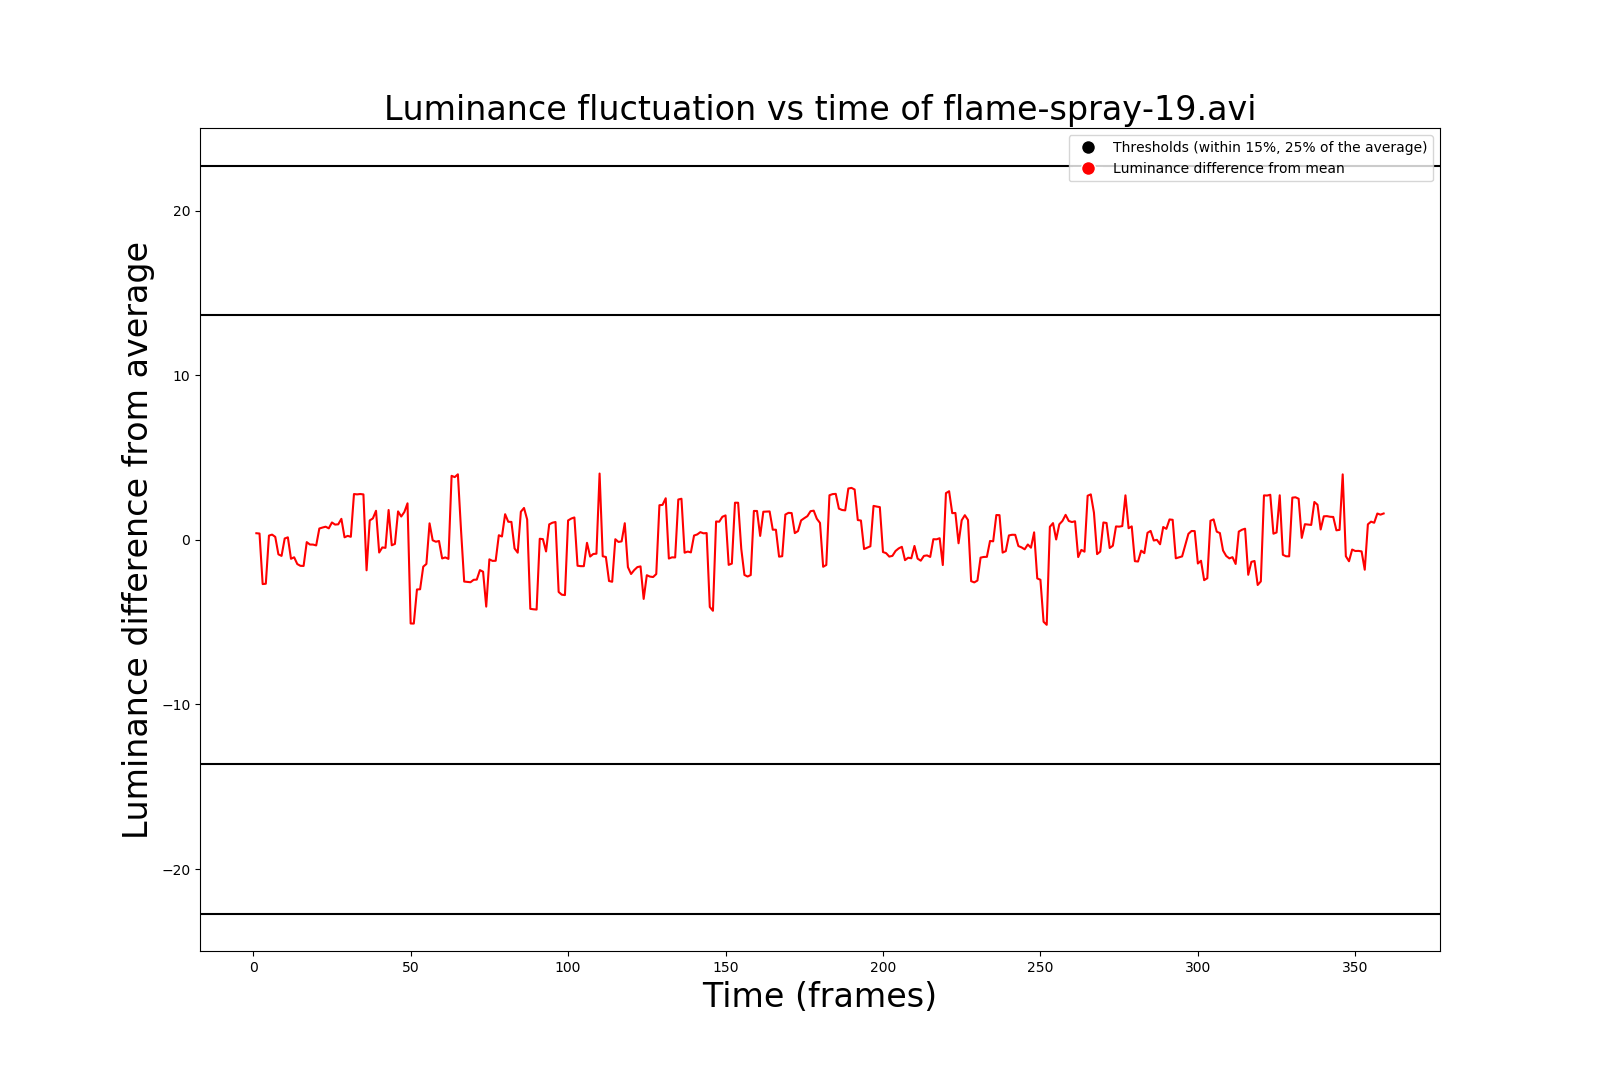 Luminance fluctuation vs time of flame-spray-19.avi
Thresholds (within 15%, 25% of the average)
Luminance difference from mean
Luminance difference from average
20
10
0
−10
−20
0 50 100 150 200 250 300 350
Time (frames)